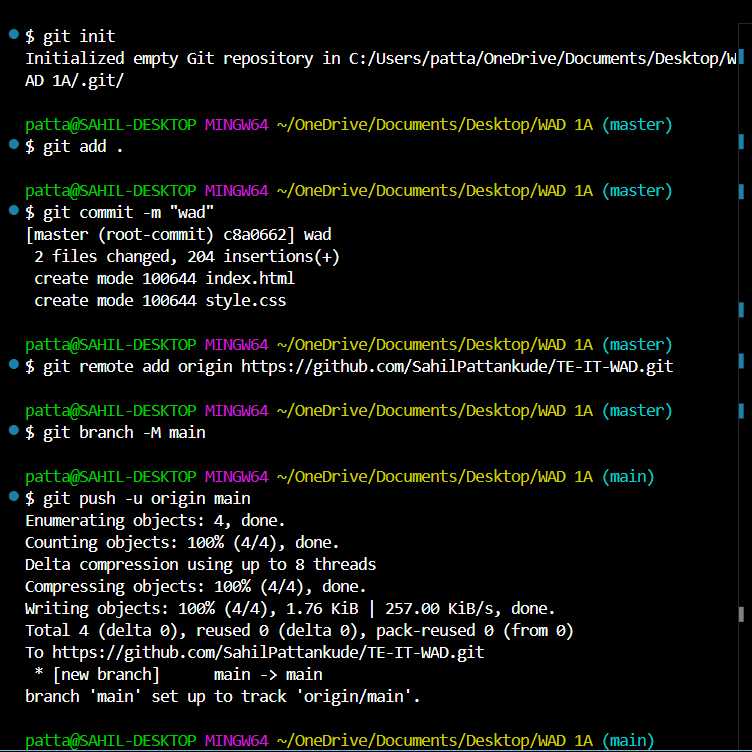 $ git init
Initialized empty Git repository in C:/Users/patta/OneDrive/Documents/Desktop/W
AD 1A/.git/
patta@SAHIL-DESKTOP MINGW64 ~/OneDrive/Documents/Desktop/WAD 1A (master)
$ git add .
patta@SAHIL-DESKTOP MINGW64 ~/OneDrive/Documents/Desktop/WAD 1A (master)
$ git commit -m "wad"
[master (root-commit) c8a0662] wad
 2 files changed, 204 insertions(+)
 create mode 100644 index.html
 create mode 100644 style.css
patta@SAHIL-DESKTOP MINGW64 ~/OneDrive/Documents/Desktop/WAD 1A (master)
$ git remote add origin https://github.com/SahilPattankude/TE-IT-WAD.git
patta@SAHIL-DESKTOP MINGW64 ~/OneDrive/Documents/Desktop/WAD 1A (master)
$ git branch -M main
patta@SAHIL-DESKTOP MINGW64 ~/OneDrive/Documents/Desktop/WAD 1A (main)
$ git push -u origin main
Enumerating objects: 4, done.
Counting objects: 100% (4/4), done.
Delta compression using up to 8 threads
Compressing objects: 100% (4/4), done.
Writing objects: 100% (4/4), 1.76 KiB | 257.00 KiB/s, done.
Total 4 (delta 0), reused 0 (delta 0), pack-reused 0 (from 0)
To https://github.com/SahilPattankude/TE-IT-WAD.git
 * [new branch]      main -> main
branch 'main' set up to track 'origin/main'.
patta@SAHIL-DESKTOP MINGW64 ~/OneDrive/Documents/Desktop/WAD 1A (main)